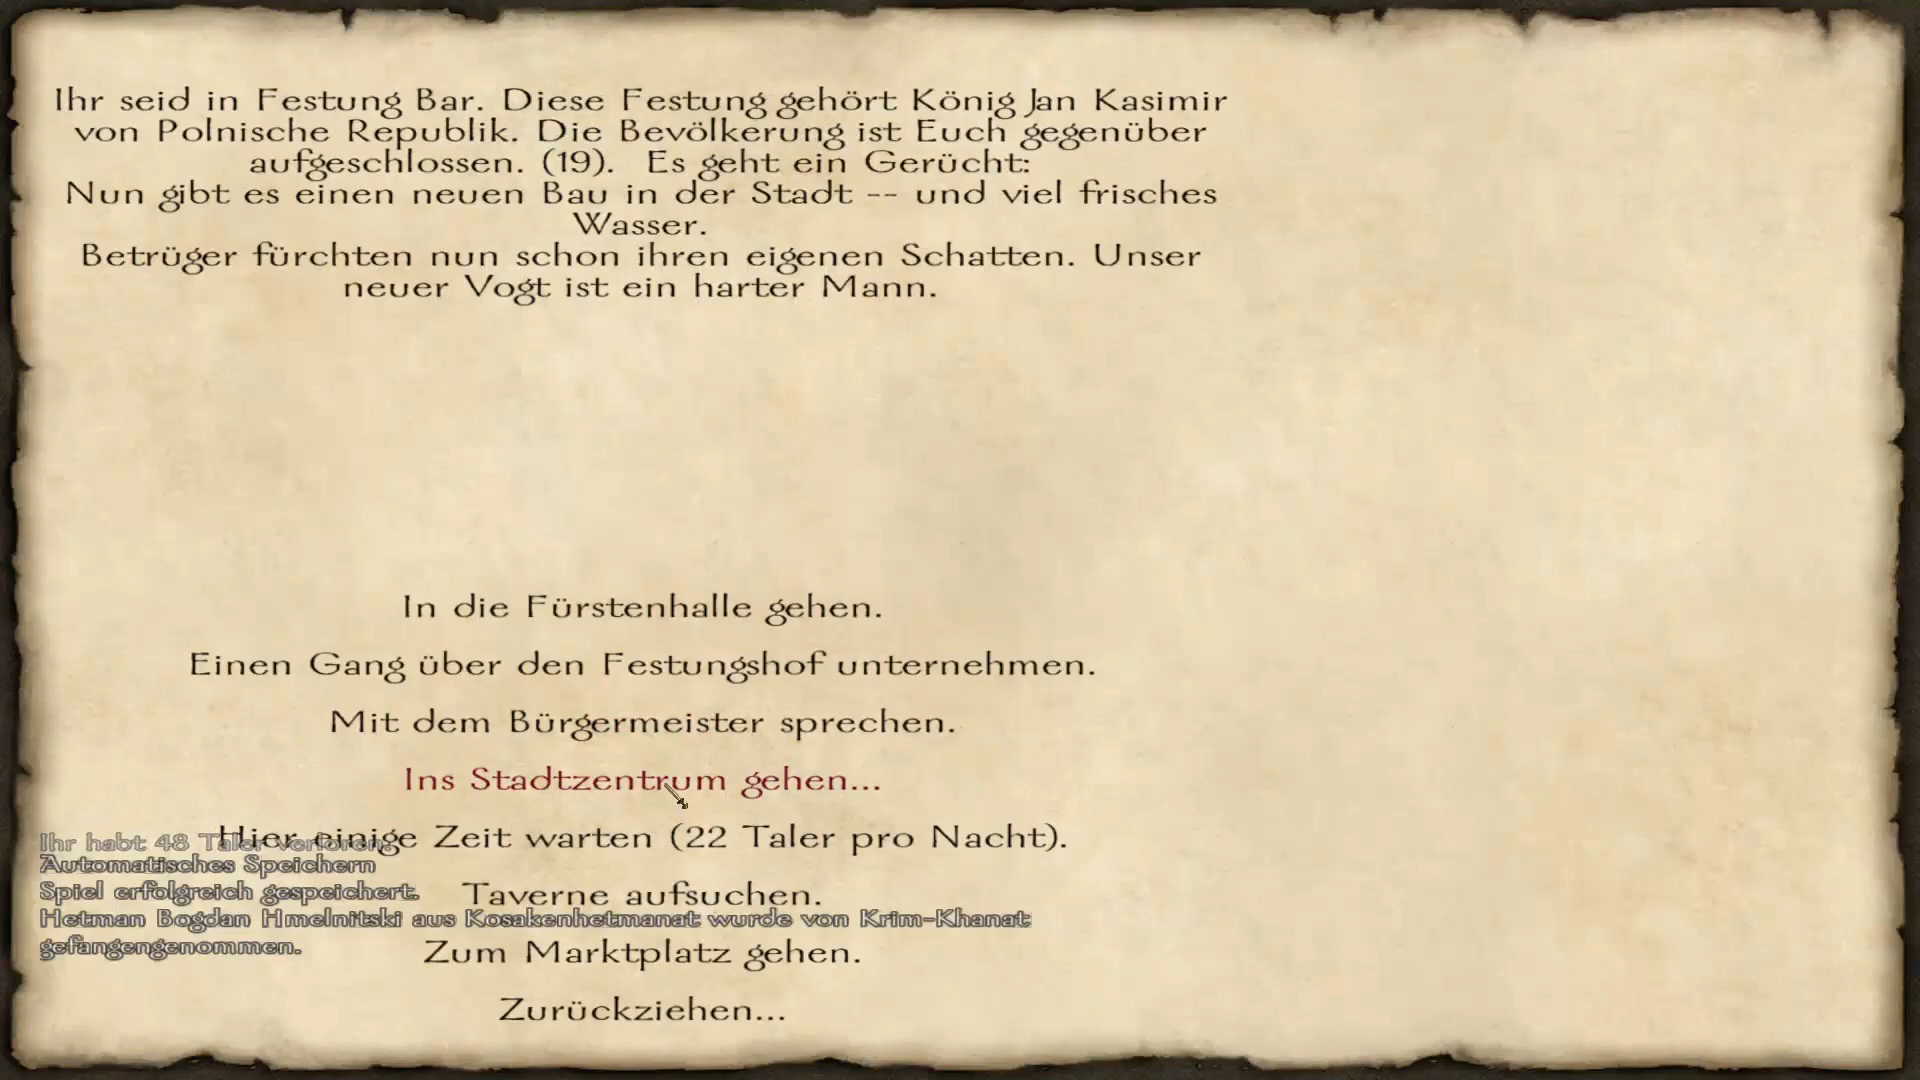 Ihr seid in Festung Bar. Diese Festung gehört König Jan Kasimir
von Polnische Republik. Die Bevölkerung ist Euch gegenüber
aufgeschlossen. (19). Es geht ein Gerücht:
Nun gibt es einen neuen Bau in der Stadt -- und viel frisches
Wasser.
Betrüger fürchten nun schon ihren eigenen Schatten. Unser
neuer Vogt ist ein harter Mann.
In die Fürstenhalle gehen.
Einen Gang über den Festungshof unternehmen.
Mit dem Bürgermeister sprechen.
Ins Stadtzentrum gehen...
Hier einige Zeit warten (22 Taler pro Nacht).
Ihr habt 48 Taler verloren.
Automatisches Speichern
Spiel erfolgreich gespeichert.
Taverne aufsuchen.
Hetman Bogdan Hmelnitski aus Kosakenhetmanat wurde von Krim-Khanat
gefangengenommen.
Zum Marktplatz gehen.
Zurückziehen...